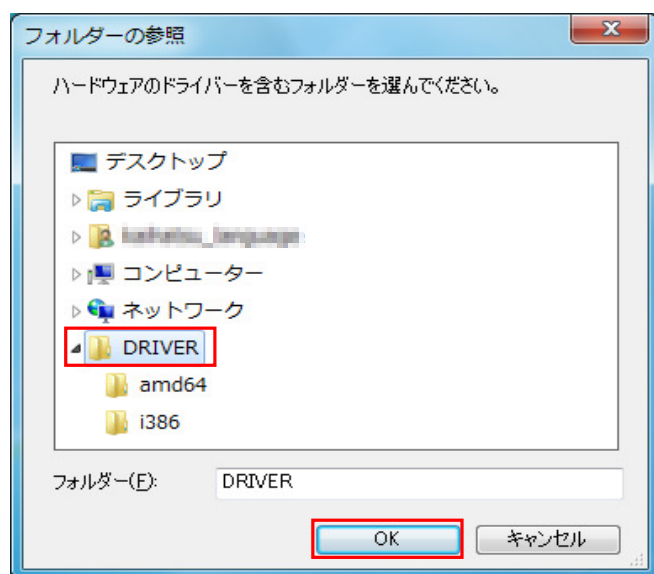 フォルダーの参照
ハードウェアのドライバーを含むフォルダーを選んでください。
デスクトップ
ライブラリ
コンピューター
ネットワーク
DRIVER
amd64
i386
フォルダー(F): DRIVER
OK キャンセル